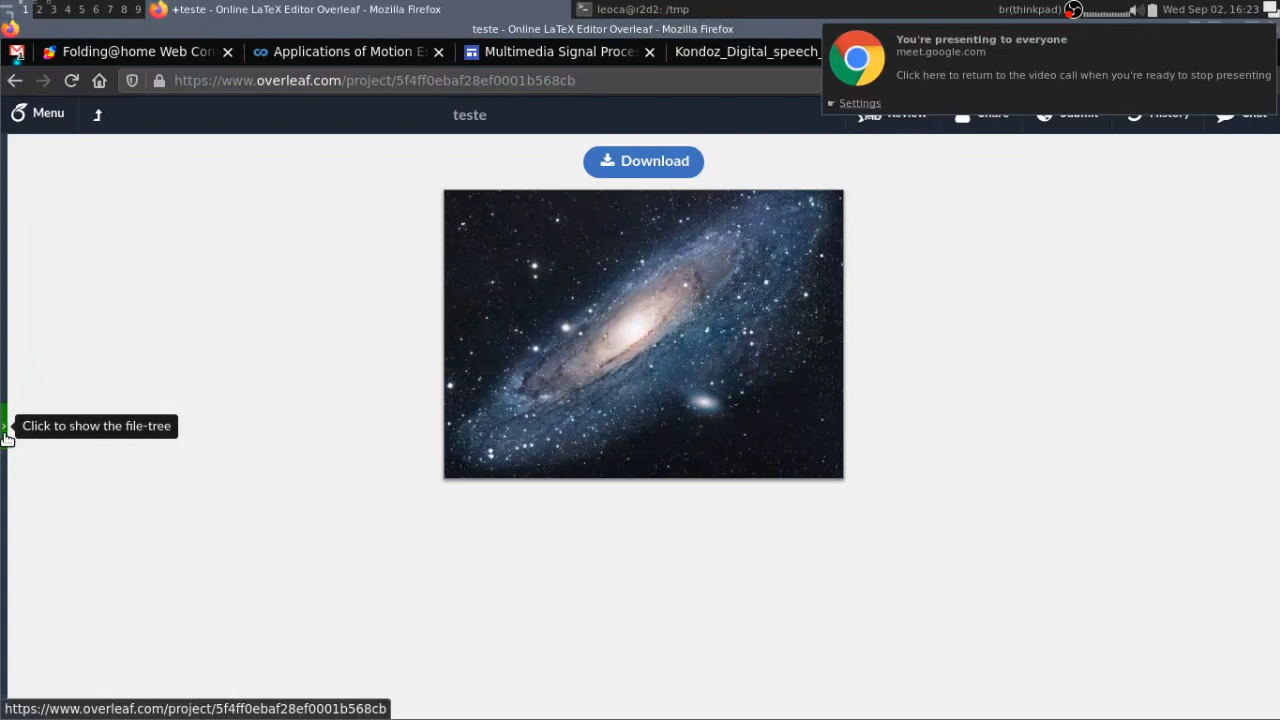 1 2 3 4 5 6 7 8 9 +teste - Online LaTeX Editor Overleaf - Mozilla Firefox leoca@r2d2: /tmp br(thinkpad) Wed Sep 02, 16:23
teste - Online LaTeX Editor Overleaf - Mozilla Firefox
Folding@home Web Con Applications of Motion E Multimedia Signal Proce Kondoz_Digital_speech_
You're presenting to everyone
meet.google.com
Click here to return to the video call when you're ready to stop presenting
Settings
https://www.overleaf.com/project/5f4ff0ebaf28ef0001b568cb
Menu teste Review Share Submit History Chat
Download
Click to show the file-tree
https://www.overleaf.com/project/5f4ff0ebaf28ef0001b568cb